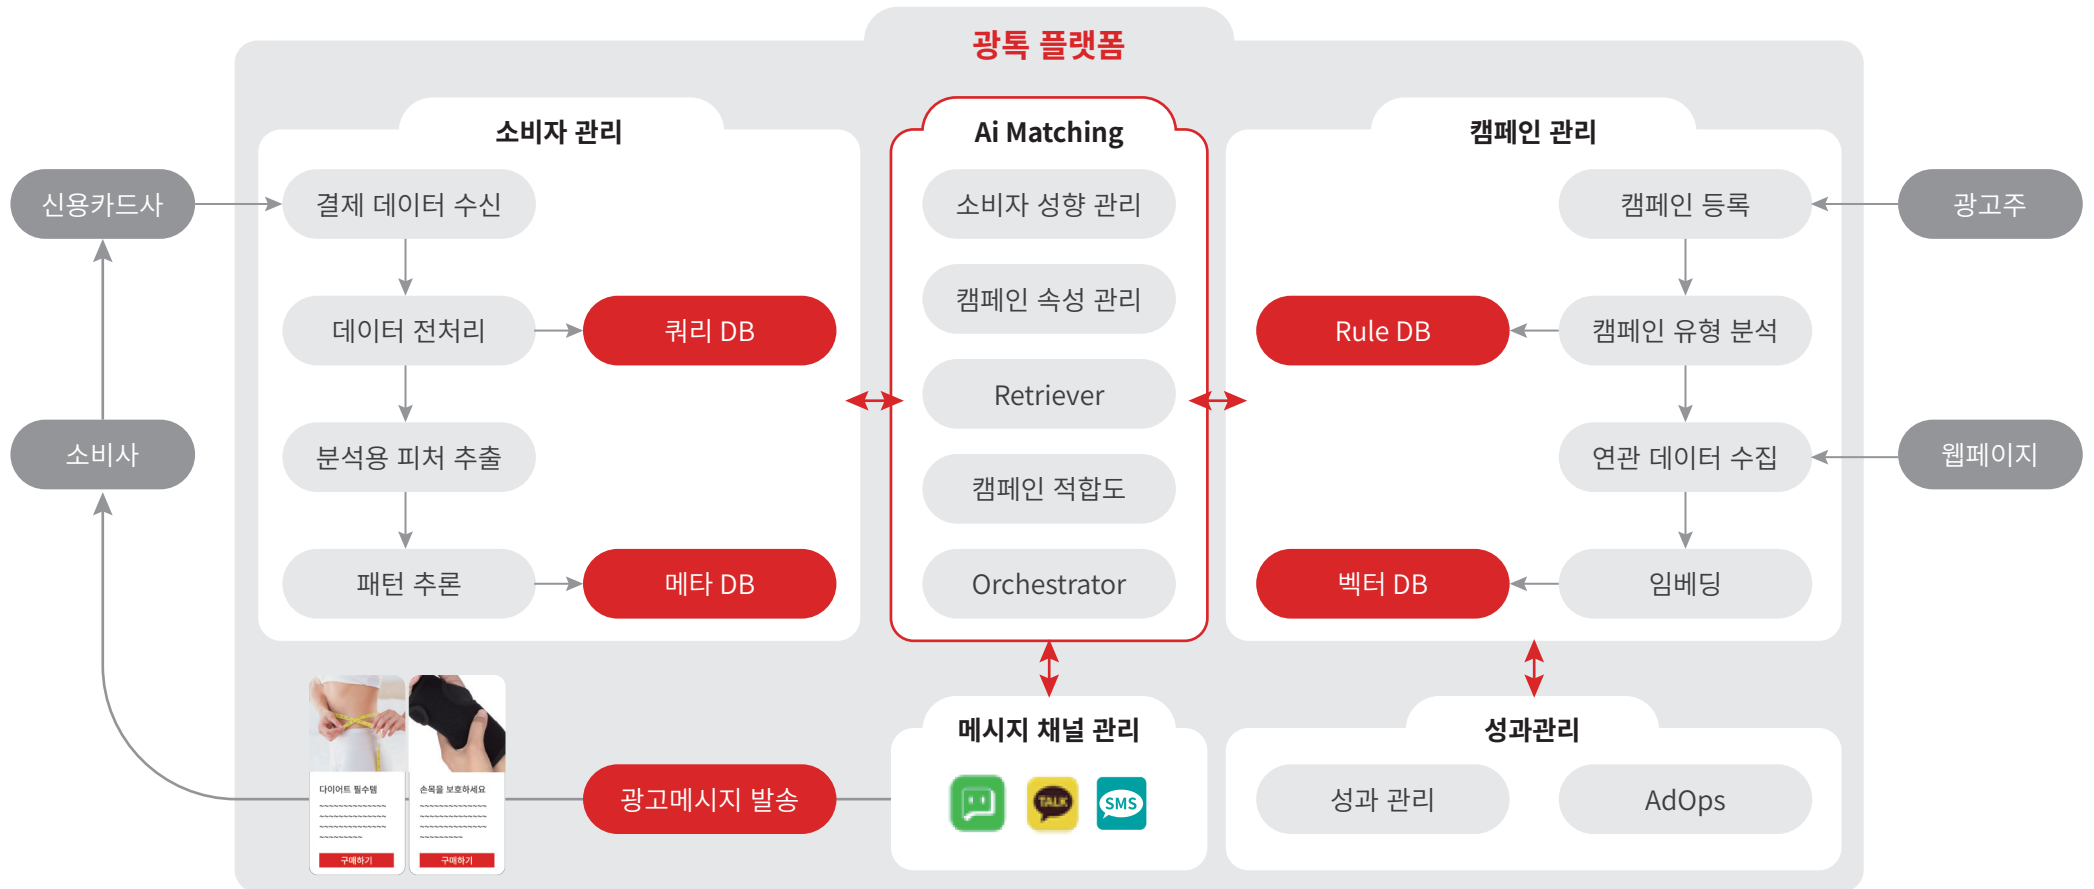 광톡 플랫폼
소비자 관리
Ai Matching
캠페인 관리
신용카드사
결제 데이터 수신
소비자 성향 관리
캠페인 등록
광고주
캠페인 속성 관리
데이터 전처리
쿼리 DB
Rule DB
캠페인 유형 분석
Retriever
소비사
분석용 피처 추출
캠페인 적합도
연관 데이터 수집
웹페이지
패턴 추론
메타 DB
Orchestrator
벡터 DB
임베딩
메시지 채널 관리
성과관리
다이어트 필수템
손목을 보호하세요
광고메시지 발송
TALK
SMS
성과 관리
AdOps
구매하기
구매하기